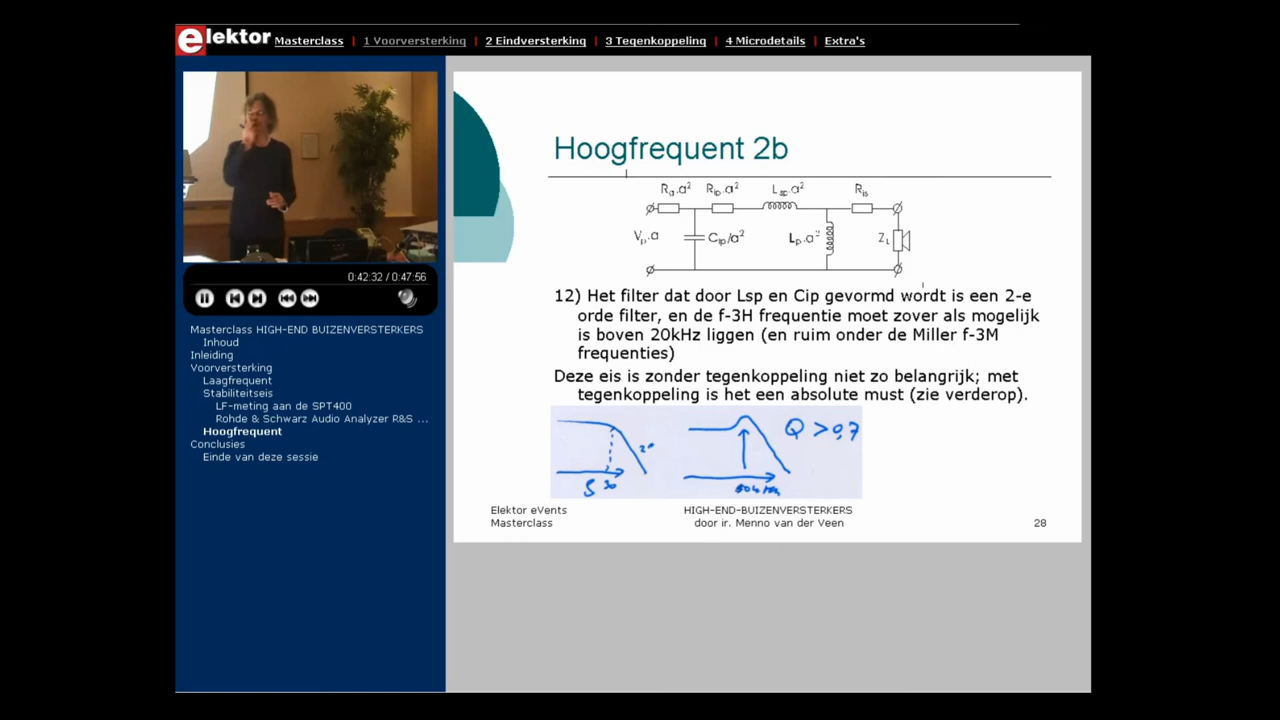 elektor Masterclass | 1 Voorversterking | 2 Eindversterking | 3 Tegenkoppeling | 4 Microdetails | Extra's
0:42:32 / 0:47:56
Masterclass HIGH-END BUIZENVERSTERKERS
Inhoud
Inleiding
Voorversterking
Laagfrequent
Stabiliteitseis
LF-meting aan de SPT400
Rohde & Schwarz Audio Analyzer R&S ...
Hoogfrequent
Conclusies
Einde van deze sessie
Hoogfrequent 2b
Rip.a² Lsp.a² Ris
Vp.a Cip/a² Lp.a² ZL
12) Het filter dat door Lsp en Cip gevormd wordt is een 2-e
orde filter, en de f-3H frequentie moet zover als mogelijk
is boven 20kHz liggen (en ruim onder de Miller f-3M
frequenties)
Deze eis is zonder tegenkoppeling niet zo belangrijk; met
tegenkoppeling is het een absolute must (zie verderop).
Q > 0,7
Elektor eVents
Masterclass
HIGH-END-BUIZENVERSTERKERS
door ir. Menno van der Veen
28